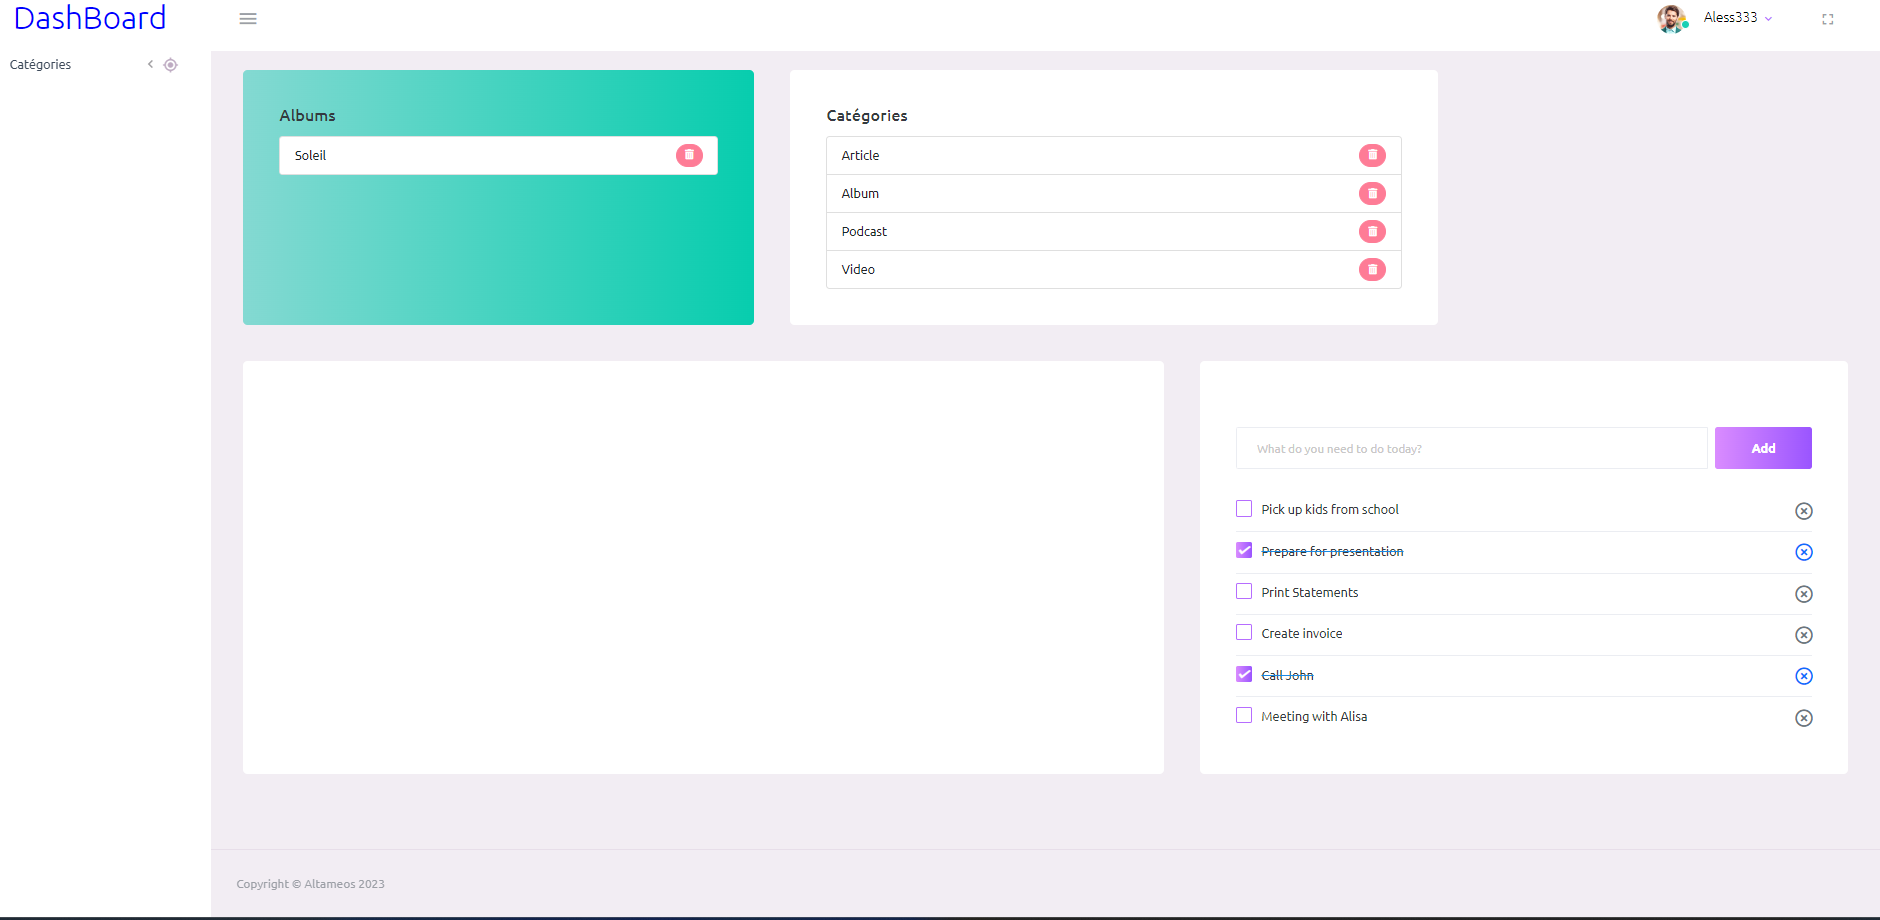 DashBoard
Aless333
Catégories
Albums
Soleil
Catégories
Article
Album
Podcast
Video
What do you need to do today?
Add
Pick up kids from school
Prepare for presentation
Print Statements
Create invoice
Call John
Meeting with Alisa
Copyright © Altameos 2023